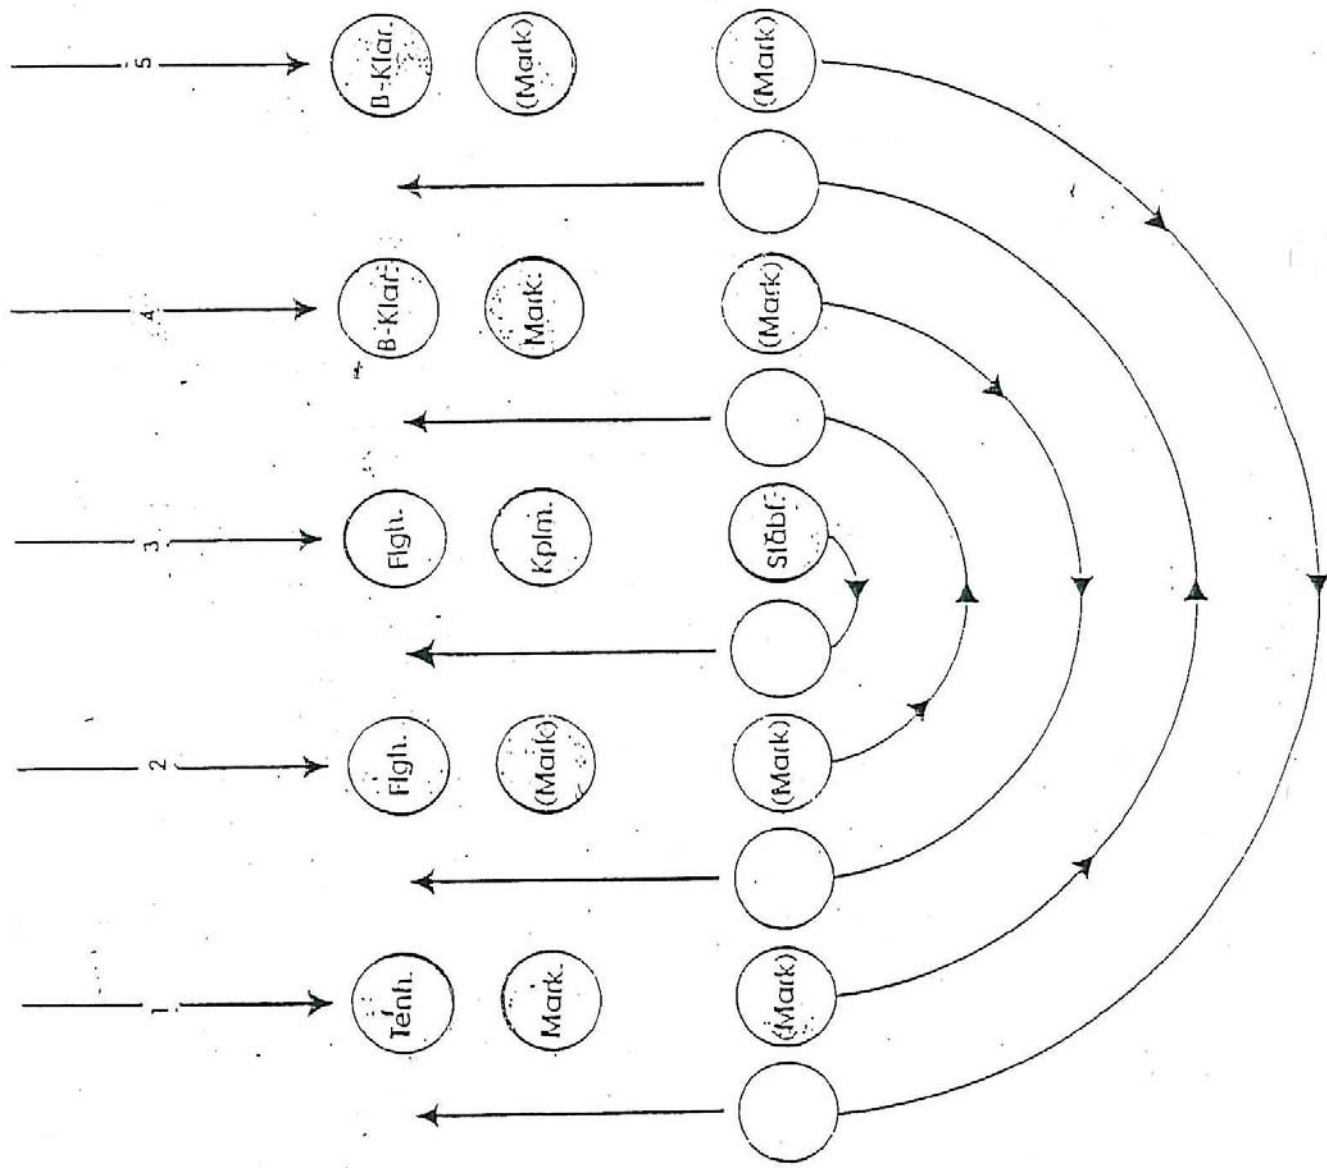 1 2 3 4 5
Tenh. Flgh. Flgh. B-Klar. B-Klar.
Mark. (Mark) Kplm. Mark. (Mark)
(Mark) (Mark) Stabf. (Mark) (Mark)